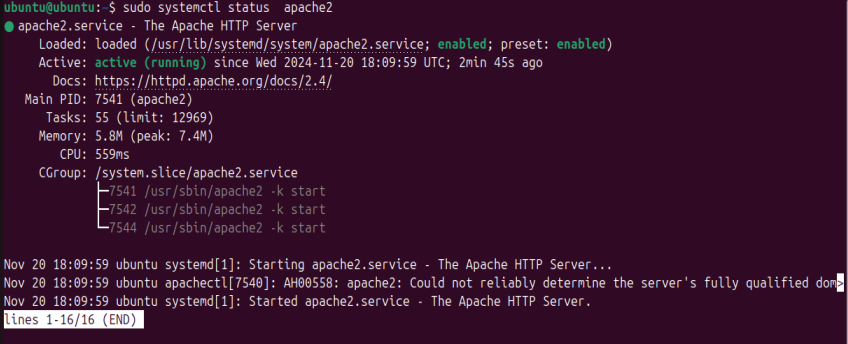 ubuntu@ubuntu:~$ sudo systemctl status  apache2
● apache2.service - The Apache HTTP Server
     Loaded: loaded (/usr/lib/systemd/system/apache2.service; enabled; preset: enabled)
     Active: active (running) since Wed 2024-11-20 18:09:59 UTC; 2min 45s ago
       Docs: https://httpd.apache.org/docs/2.4/
   Main PID: 7541 (apache2)
      Tasks: 55 (limit: 12969)
     Memory: 5.8M (peak: 7.4M)
        CPU: 559ms
     CGroup: /system.slice/apache2.service
             ├─7541 /usr/sbin/apache2 -k start
             ├─7542 /usr/sbin/apache2 -k start
             └─7544 /usr/sbin/apache2 -k start
Nov 20 18:09:59 ubuntu systemd[1]: Starting apache2.service - The Apache HTTP Server...
Nov 20 18:09:59 ubuntu apachectl[7540]: AH00558: apache2: Could not reliably determine the server's fully qualified dom>
Nov 20 18:09:59 ubuntu systemd[1]: Started apache2.service - The Apache HTTP Server.
lines 1-16/16 (END)